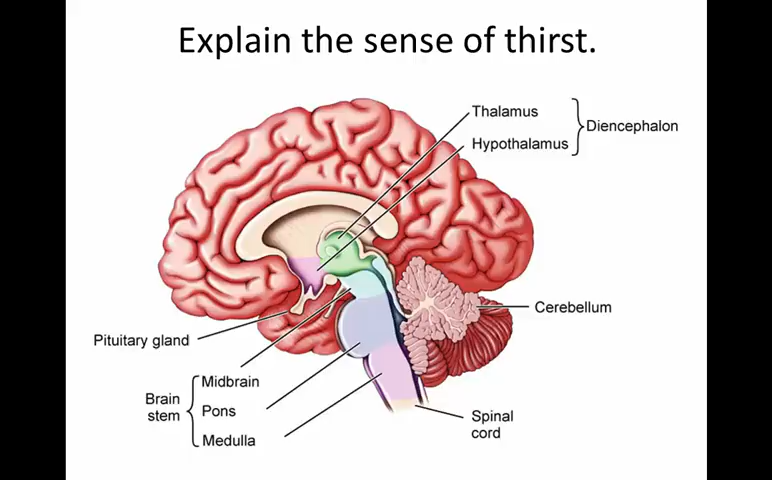 Explain the sense of thirst.
Thalamus
Diencephalon
Hypothalamus
Cerebellum
Pituitary gland
Midbrain
Brain
stem
Pons
Medulla
Spinal
cord